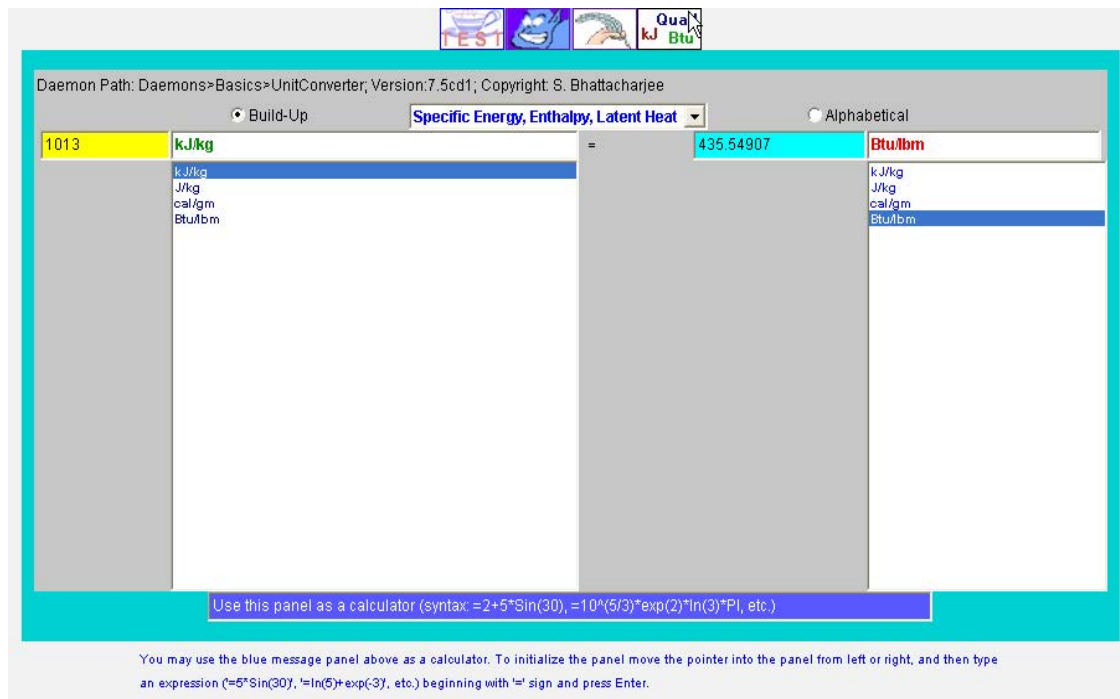 TEST
kJ
Btu
Daemon Path: Daemons>Basics>UnitConverter; Version:7.5cd1; Copyright: S. Bhattacharjee
Build-Up
Specific Energy, Enthalpy, Latent Heat
Alphabetical
1013
kJ/kg
=
435.54907
Btu/lbm
kJ/kg
J/kg
cal/gm
Btu/lbm
kJ/kg
J/kg
cal/gm
Btu/lbm
Use this panel as a calculator (syntax: =2+5*Sin(30), =10^(5/3)*exp(2)*ln(3)*PI, etc.)
You may use the blue message panel above as a calculator. To initialize the panel move the pointer into the panel from left or right, and then type
an expression ('=5*Sin(30)', '=ln(5)+exp(-3)', etc.) beginning with '=' sign and press Enter.